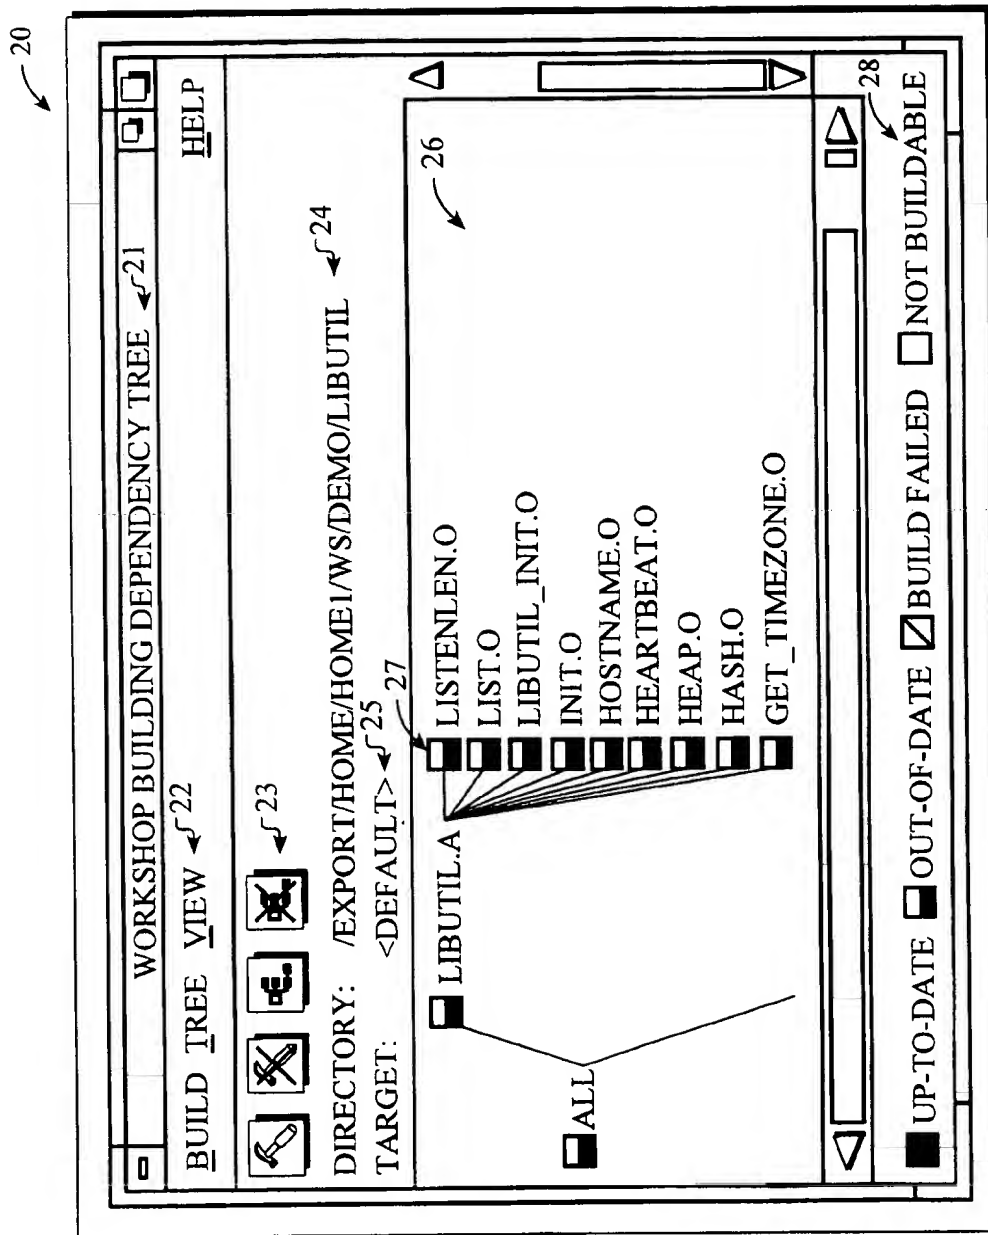 20
WORKSHOP BUILDING DEPENDENCY TREE 21
BUILD TREE VIEW 22 HELP
23
DIRECTORY: /EXPORT/HOME/HOME1/WS/DEMO/LIBUTIL 24
TARGET: <DEFAULT> 25
26
27
ALL
LIBUTIL.A
LISTENLEN.O
LIST.O
LIBUTIL_INIT.O
INIT.O
HOSTNAME.O
HEARTBEAT.O
HEAP.O
HASH.O
GET_TIMEZONE.O
28
UP-TO-DATE OUT-OF-DATE BUILD FAILED NOT BUILDABLE